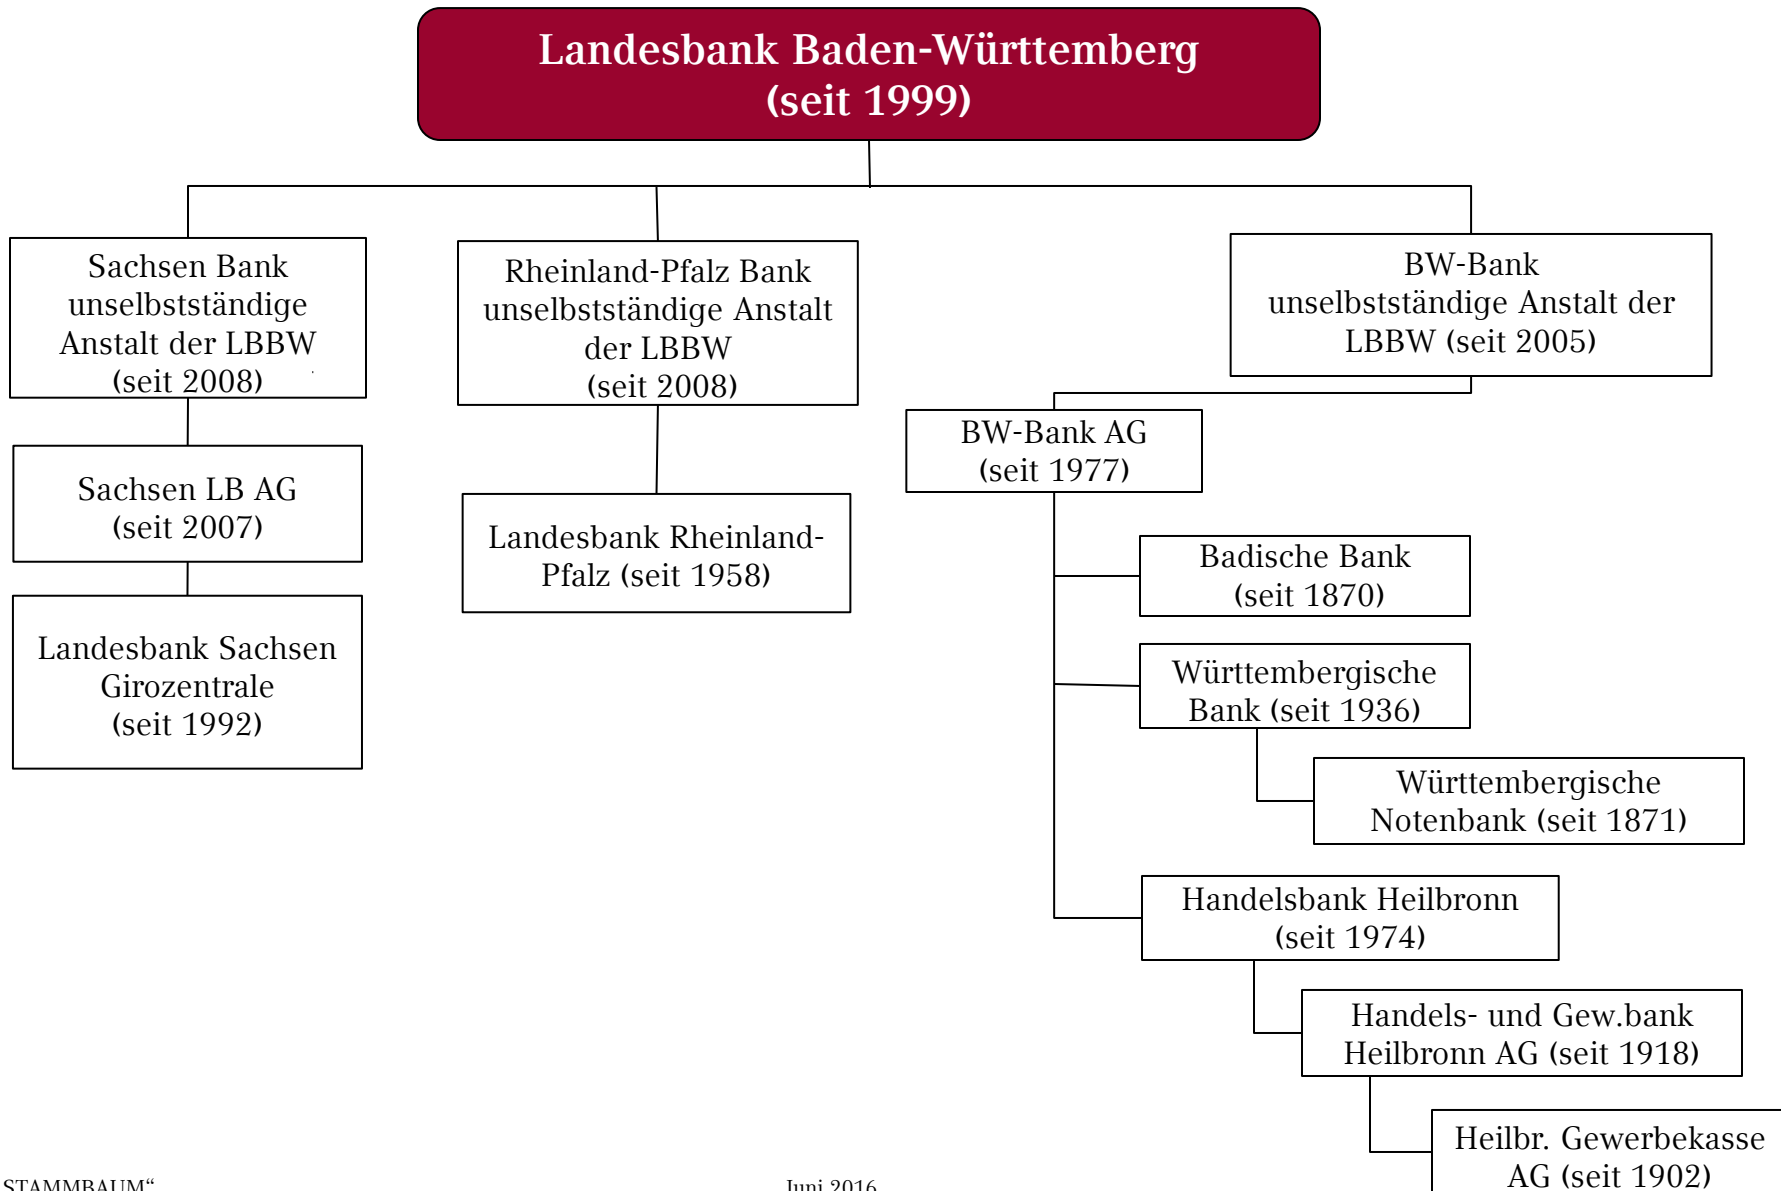 Landesbank Baden-Württemberg
(seit 1999)
Sachsen Bank
unselbstständige
Anstalt der LBBW
(seit 2008)
Rheinland-Pfalz Bank
unselbstständige Anstalt
der LBBW
(seit 2008)
BW-Bank
unselbstständige Anstalt der
LBBW (seit 2005)
BW-Bank AG
(seit 1977)
Sachsen LB AG
(seit 2007)
Landesbank Rheinland-
Pfalz (seit 1958)
Badische Bank
(seit 1870)
Landesbank Sachsen
Girozentrale
(seit 1992)
Württembergische
Bank (seit 1936)
Württembergische
Notenbank (seit 1871)
Handelsbank Heilbronn
(seit 1974)
Handels- und Gew.bank
Heilbronn AG (seit 1918)
Heilbr. Gewerbekasse
AG (seit 1902)
STAMMBAUM“
Juni 2016